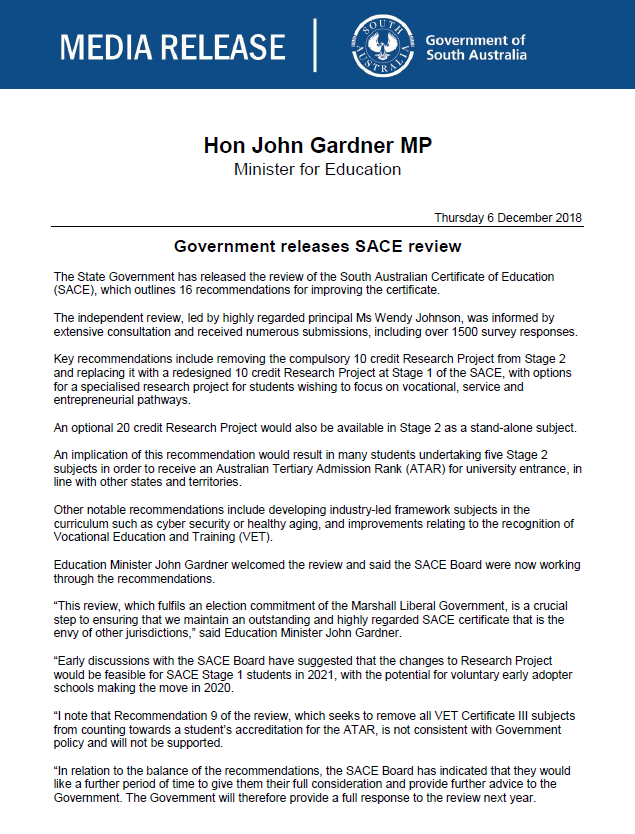 MEDIA RELEASE
SOUTH
AUSTRALIA
Government of
South Australia
Hon John Gardner MP
Minister for Education
Thursday 6 December 2018
Government releases SACE review
The State Government has released the review of the South Australian Certificate of Education
(SACE), which outlines 16 recommendations for improving the certificate.
The independent review, led by highly regarded principal Ms Wendy Johnson, was informed by
extensive consultation and received numerous submissions, including over 1500 survey responses.
Key recommendations include removing the compulsory 10 credit Research Project from Stage 2
and replacing it with a redesigned 10 credit Research Project at Stage 1 of the SACE, with options
for a specialised research project for students wishing to focus on vocational, service and
entrepreneurial pathways.
An optional 20 credit Research Project would also be available in Stage 2 as a stand-alone subject.
An implication of this recommendation would result in many students undertaking five Stage 2
subjects in order to receive an Australian Tertiary Admission Rank (ATAR) for university entrance, in
line with other states and territories.
Other notable recommendations include developing industry-led framework subjects in the
curriculum such as cyber security or healthy aging, and improvements relating to the recognition of
Vocational Education and Training (VET).
Education Minister John Gardner welcomed the review and said the SACE Board were now working
through the recommendations.
“This review, which fulfils an election commitment of the Marshall Liberal Government, is a crucial
step to ensuring that we maintain an outstanding and highly regarded SACE certificate that is the
envy of other jurisdictions,” said Education Minister John Gardner.
“Early discussions with the SACE Board have suggested that the changes to Research Project
would be feasible for SACE Stage 1 students in 2021, with the potential for voluntary early adopter
schools making the move in 2020.
“I note that Recommendation 9 of the review, which seeks to remove all VET Certificate III subjects
from counting towards a student’s accreditation for the ATAR, is not consistent with Government
policy and will not be supported.
“In relation to the balance of the recommendations, the SACE Board has indicated that they would
like a further period of time to give them their full consideration and provide further advice to the
Government. The Government will therefore provide a full response to the review next year.